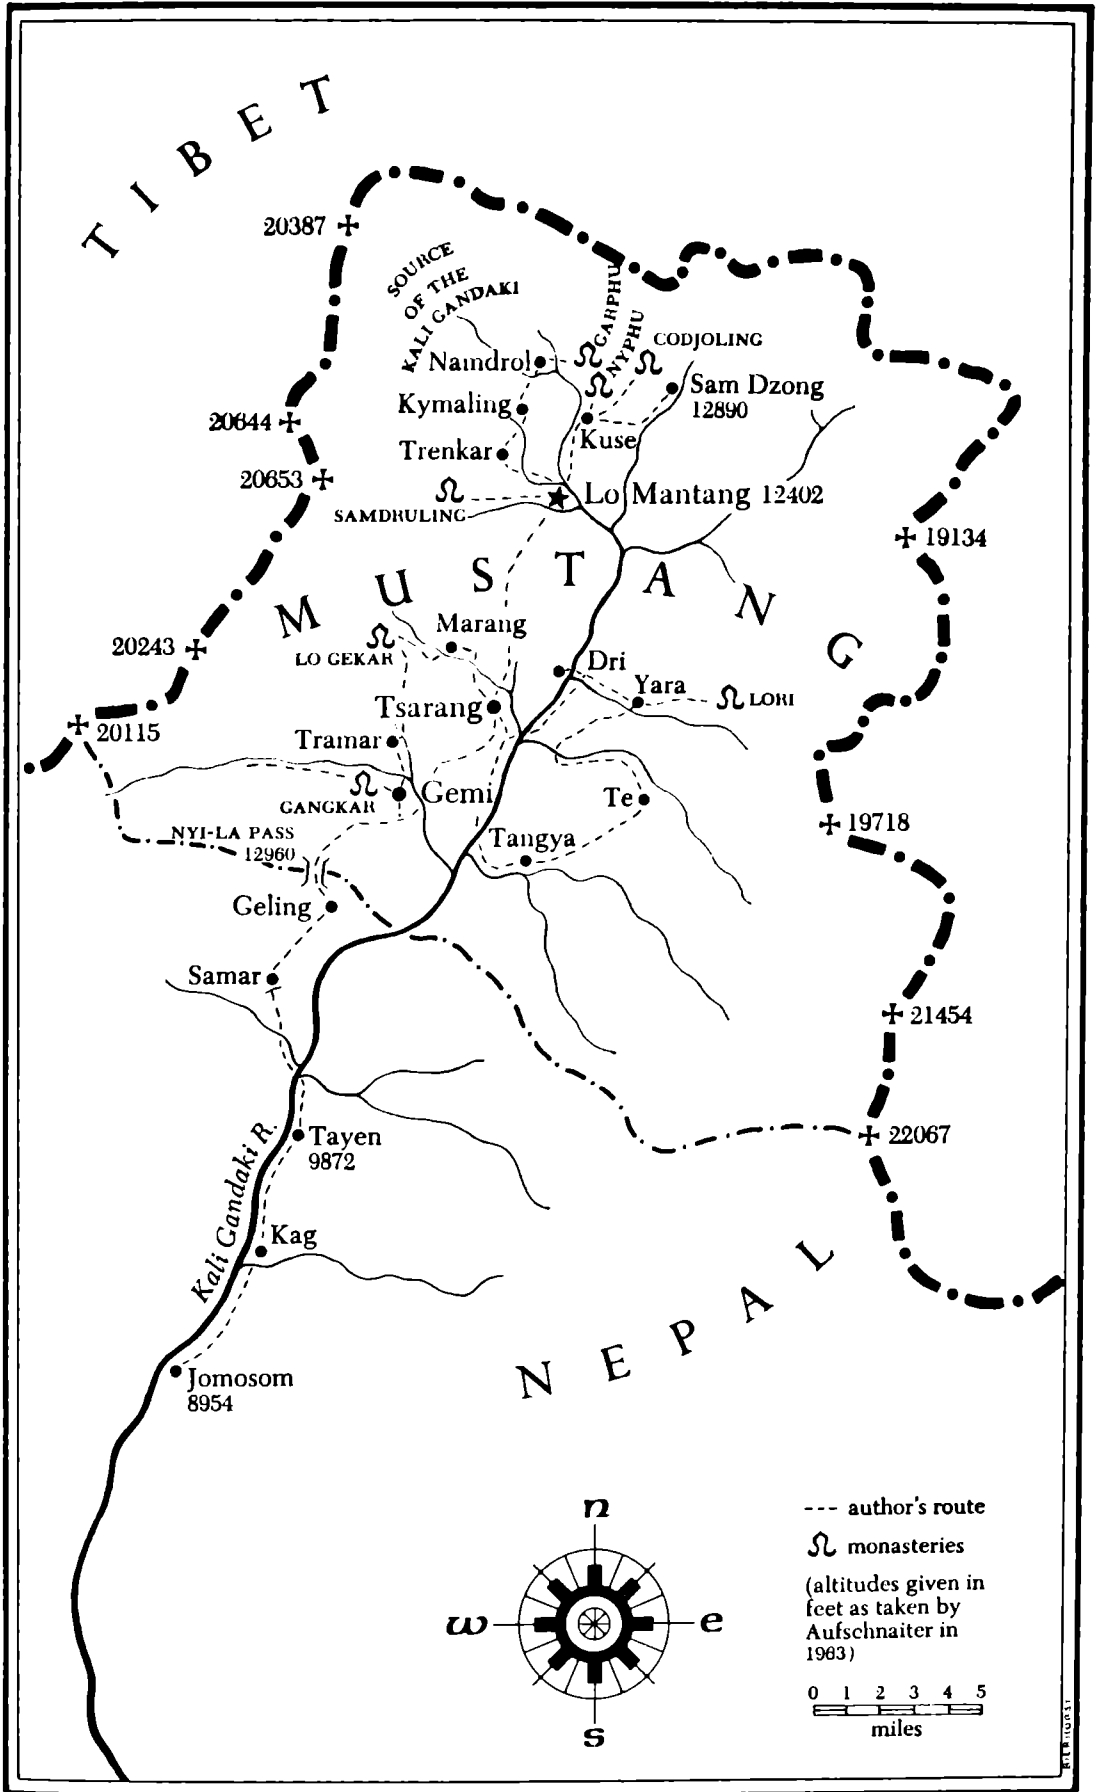 TIBET
20387
SOURCE
OF THE
KALI GANDAKI
GARPHU
NYPHU
CODJOLING
Namdrol
Sam Dzong
12890
Kymaling
20644
Kuse
Trenkar
20653
Lo Mantang 12402
SAMDRULING
19134
MUSTANG
Marang
20243
LO GEKAR
Dri
Yara
LORI
Tsarang
20115
Tramar
Gemi
Te
GANGKAR
19718
NYI-LA PASS
12960
Tangya
Geling
Samar
21454
22067
Tayen
9872
Kali Gandaki R.
Kag
NEPAL
Jomosom
8954
n
w
e
s
--- author's route
monasteries
(altitudes given in
feet as taken by
Aufschnaiter in
1963)
0 1 2 3 4 5
miles